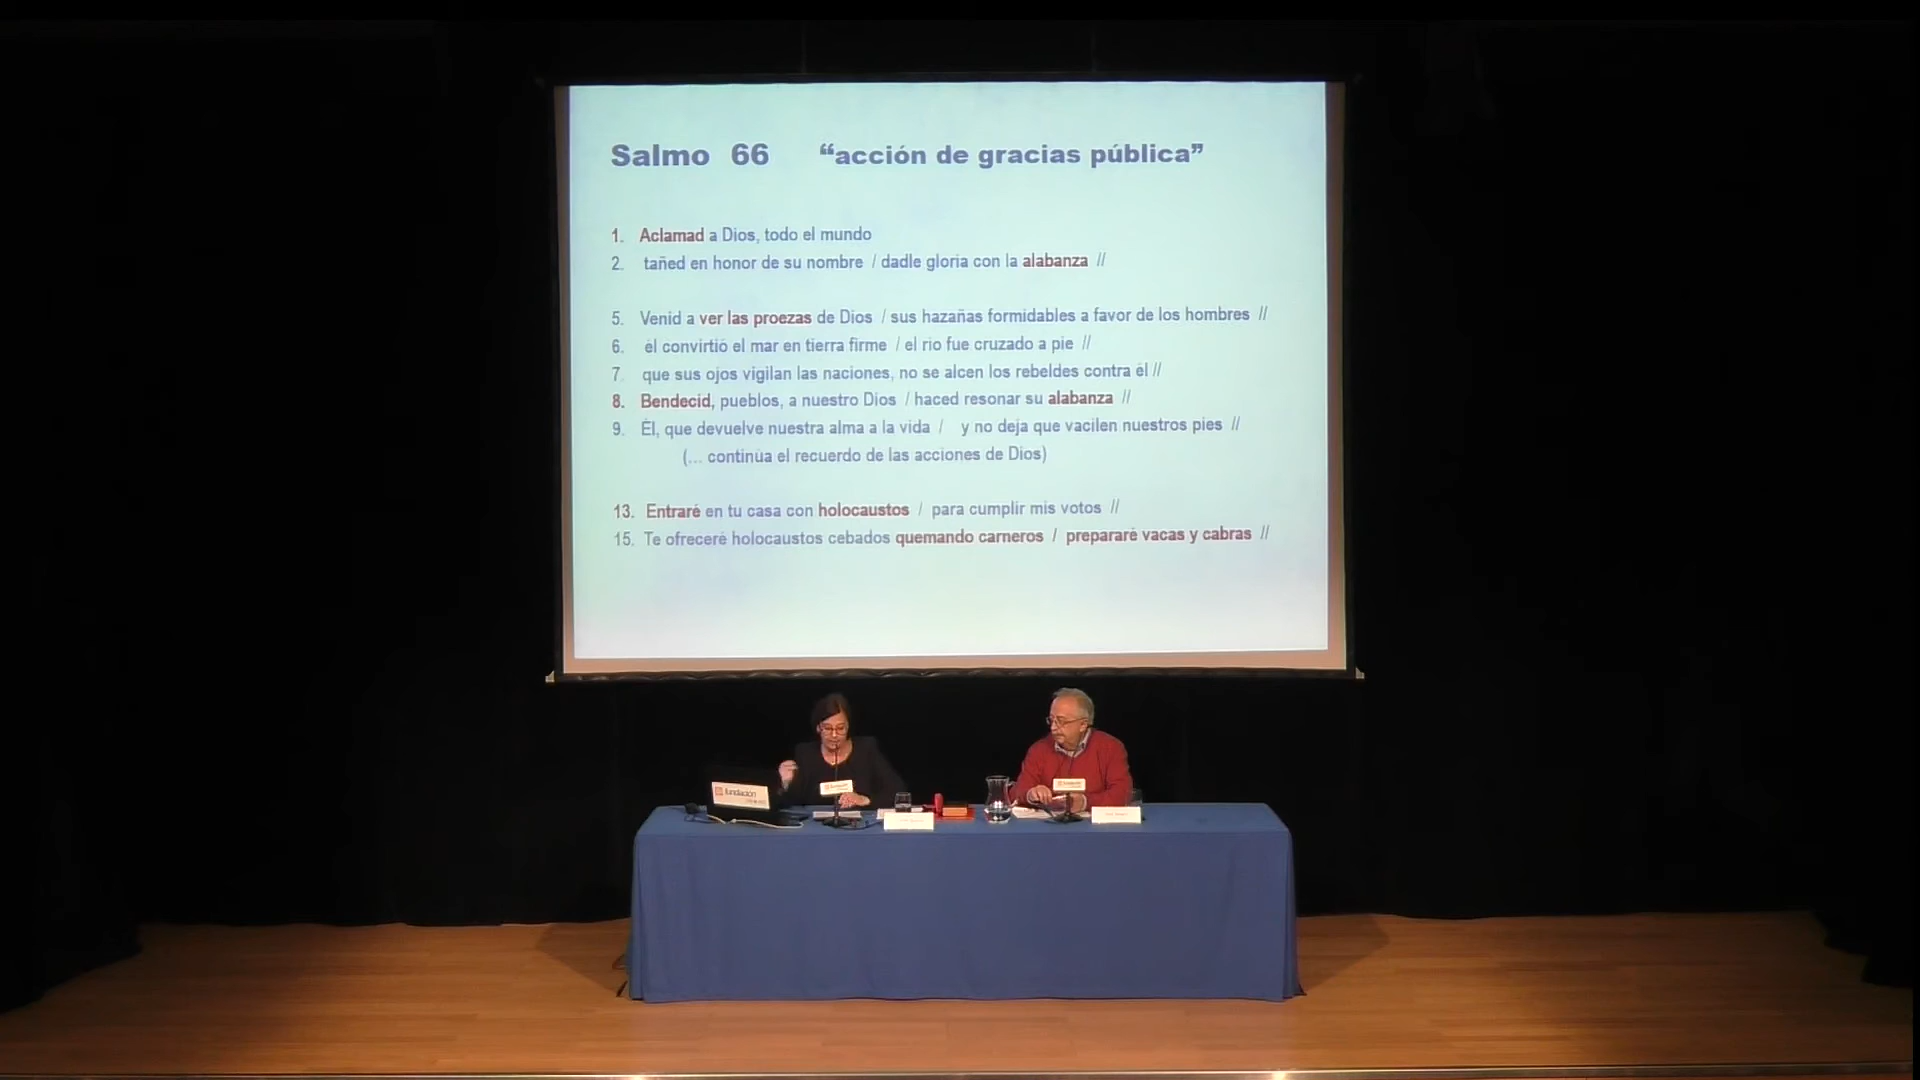 Salmo 66 “acción de gracias pública”
1. Aclamad a Dios, todo el mundo
2. tañed en honor de su nombre / dadle gloria con la alabanza //
5. Venid a ver las proezas de Dios / sus hazañas formidables a favor de los hombres //
6. él convirtió el mar en tierra firme / el rio fue cruzado a pie //
7. que sus ojos vigilan las naciones, no se alcen los rebeldes contra él //
8. Bendecid, pueblos, a nuestro Dios / haced resonar su alabanza //
9. Él, que devuelve nuestra alma a la vida / y no deja que vacilen nuestros pies //
(... continúa el recuerdo de las acciones de Dios)
13. Entraré en tu casa con holocaustos / para cumplir mis votos //
15. Te ofreceré holocaustos cebados quemando carneros / prepararé vacas y cabras //
fundación